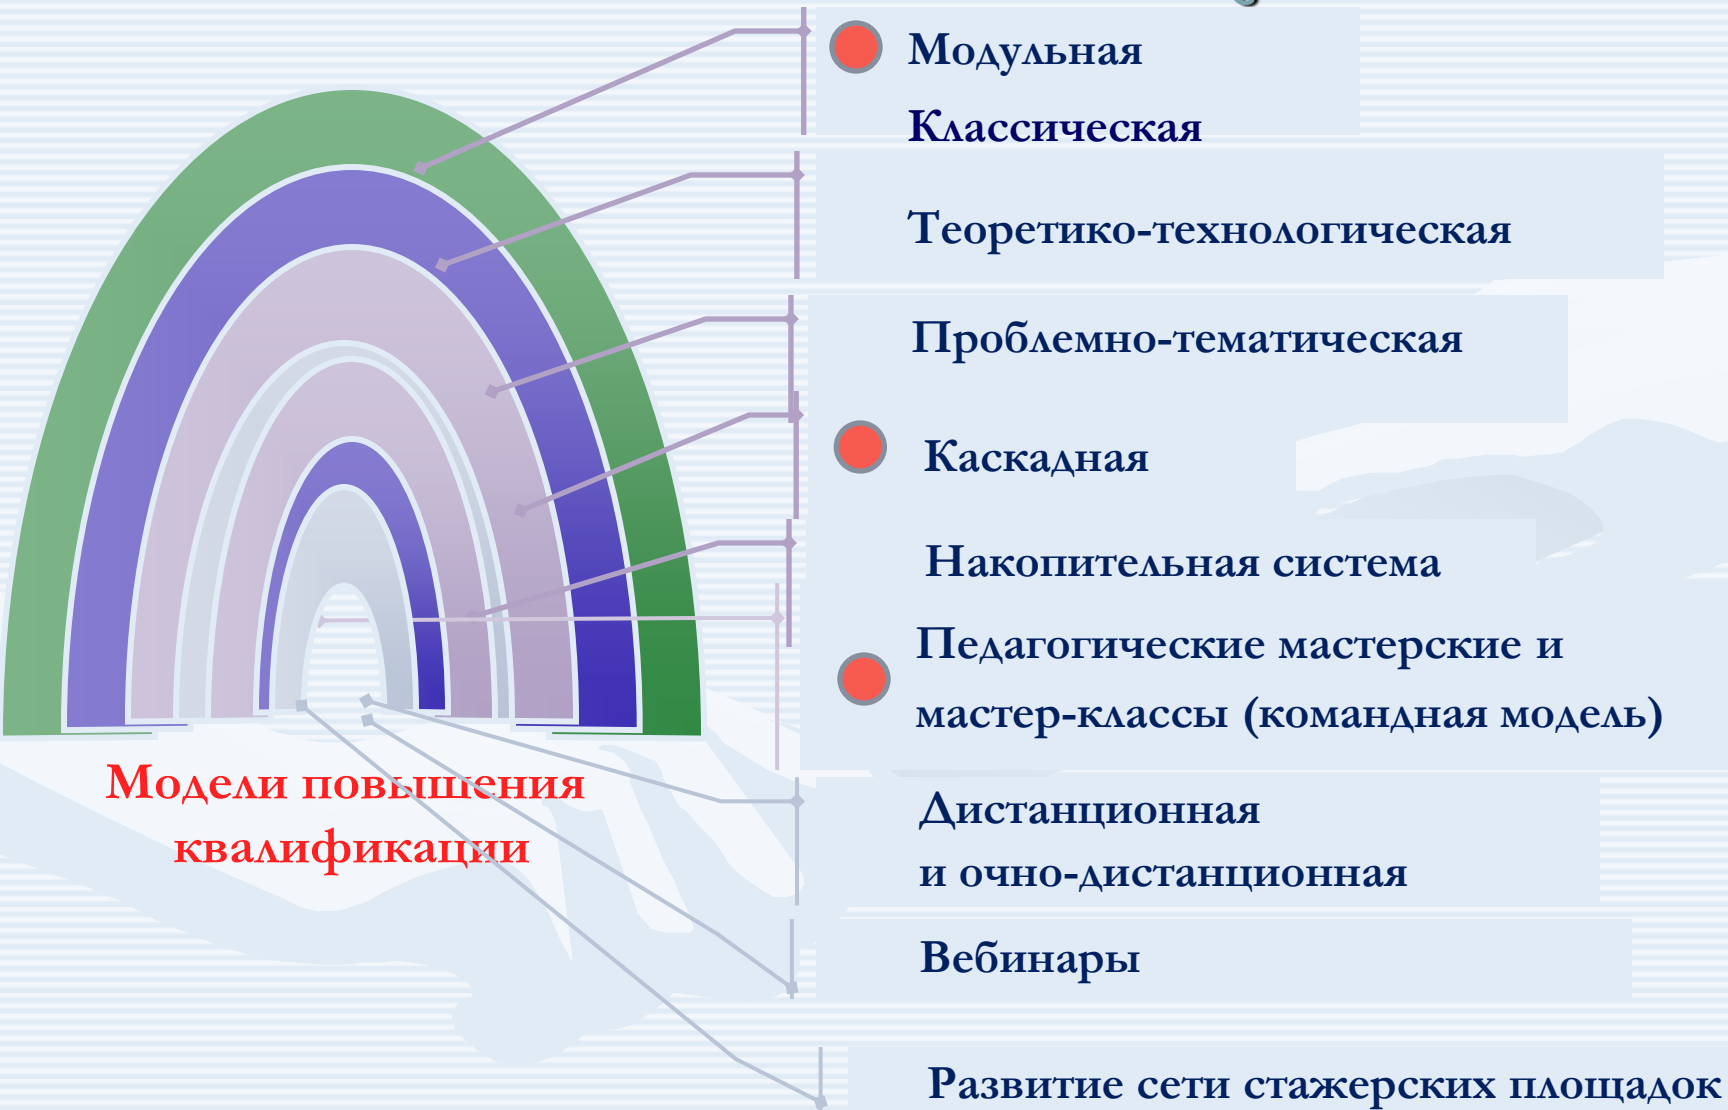 Модульная
Классическая
Теоретико-технологическая
Проблемно-тематическая
Каскадная
Накопительная система
Педагогические мастерские и
мастер-классы (командная модель)
Модели повышения
квалификации
Дистанционная
и очно-дистанционная
Вебинары
Развитие сети стажерских площадок